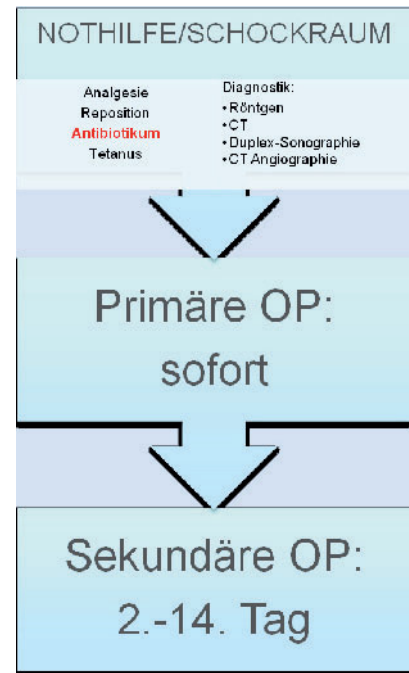 NOTHILFE/SCHOCKRAUM
Analgesie
Reposition
Antibiotikum
Tetanus
Diagnostik:
•Röntgen
•CT
•Duplex-Sonographie
•CT Angiographie
Primäre OP:
sofort
Sekundäre OP:
2.-14. Tag